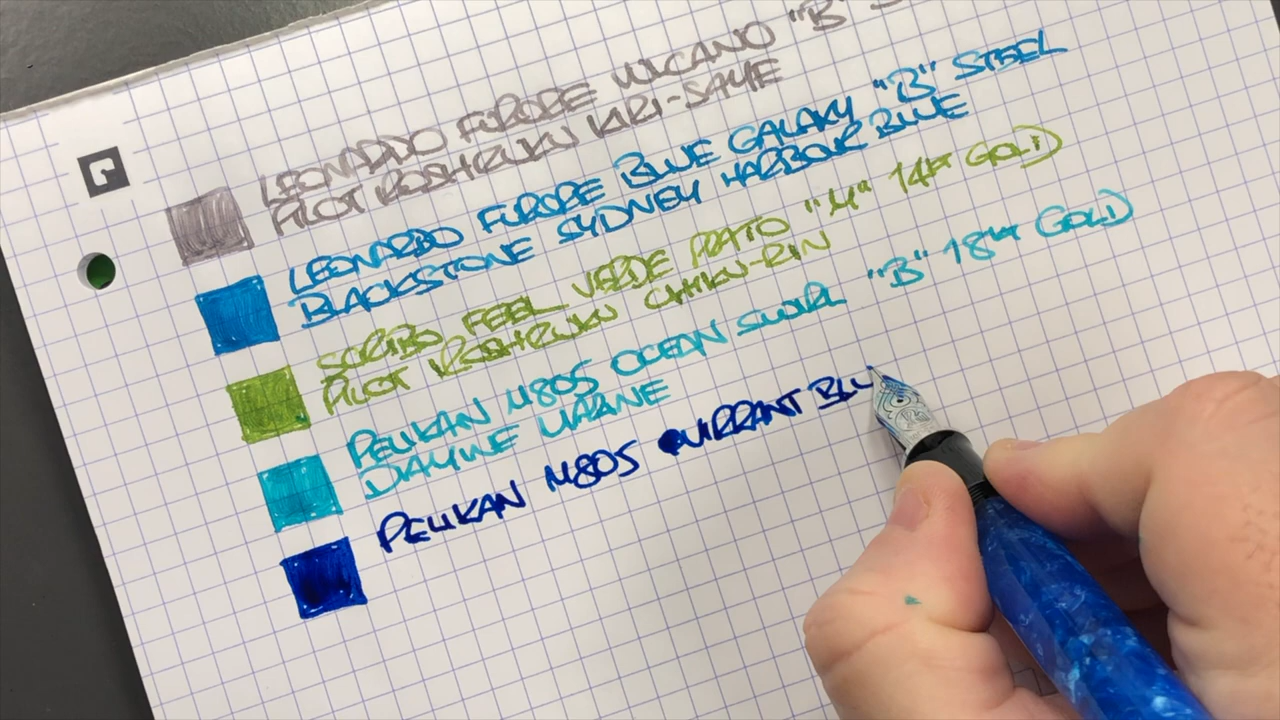 LEONARDO FURORE VULCANO "B" S
PILOT IROSHIZUKU KIRI-SAME
LEONARDO FURORE BLUE GALAXY "B" STEEL
BLACKSTONE SYDNEY HARBOUR BLUE
SCRIBO FEEL VERDE PRATO "M" 14kt GOLD
PILOT IROSHIZUKU CHIKU-RIN
PELIKAN M805 OCEAN SWIRL "B" 18kt GOLD
DIAMINE MARINE
PELIKAN M805 VIBRANT BLU